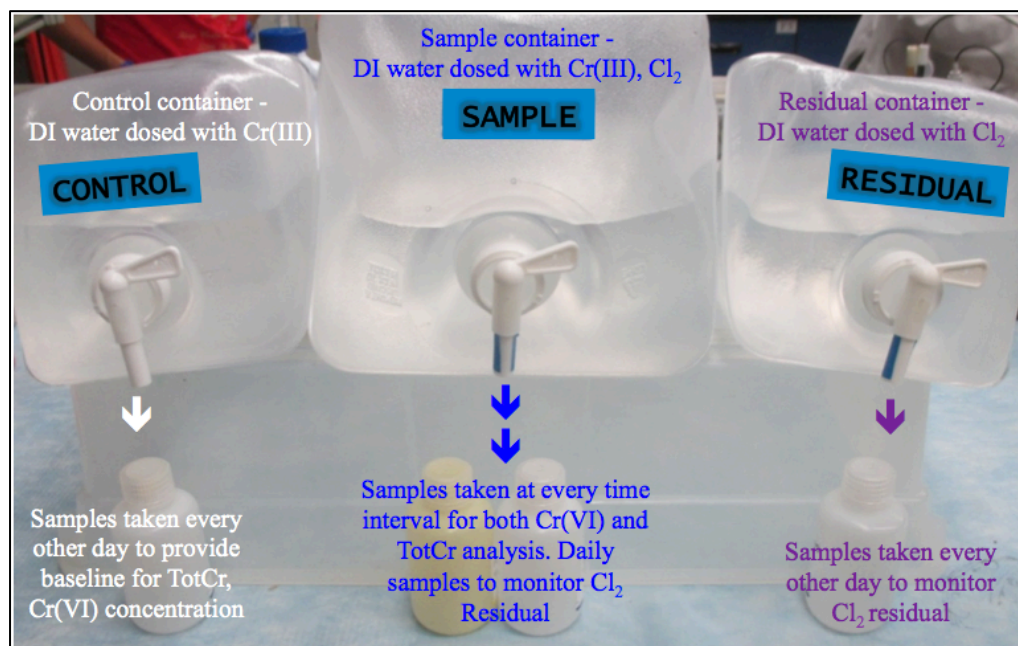 Control container -
DI water dosed with Cr(III)
CONTROL
Samples taken every
other day to provide
baseline for TotCr,
Cr(VI) concentration
Sample container -
DI water dosed with Cr(III), Cl₂
SAMPLE
Samples taken at every time
interval for both Cr(VI) and
TotCr analysis. Daily
samples to monitor Cl₂
Residual
Residual container -
DI water dosed with Cl₂
RESIDUAL
Samples taken every
other day to monitor
Cl₂ residual